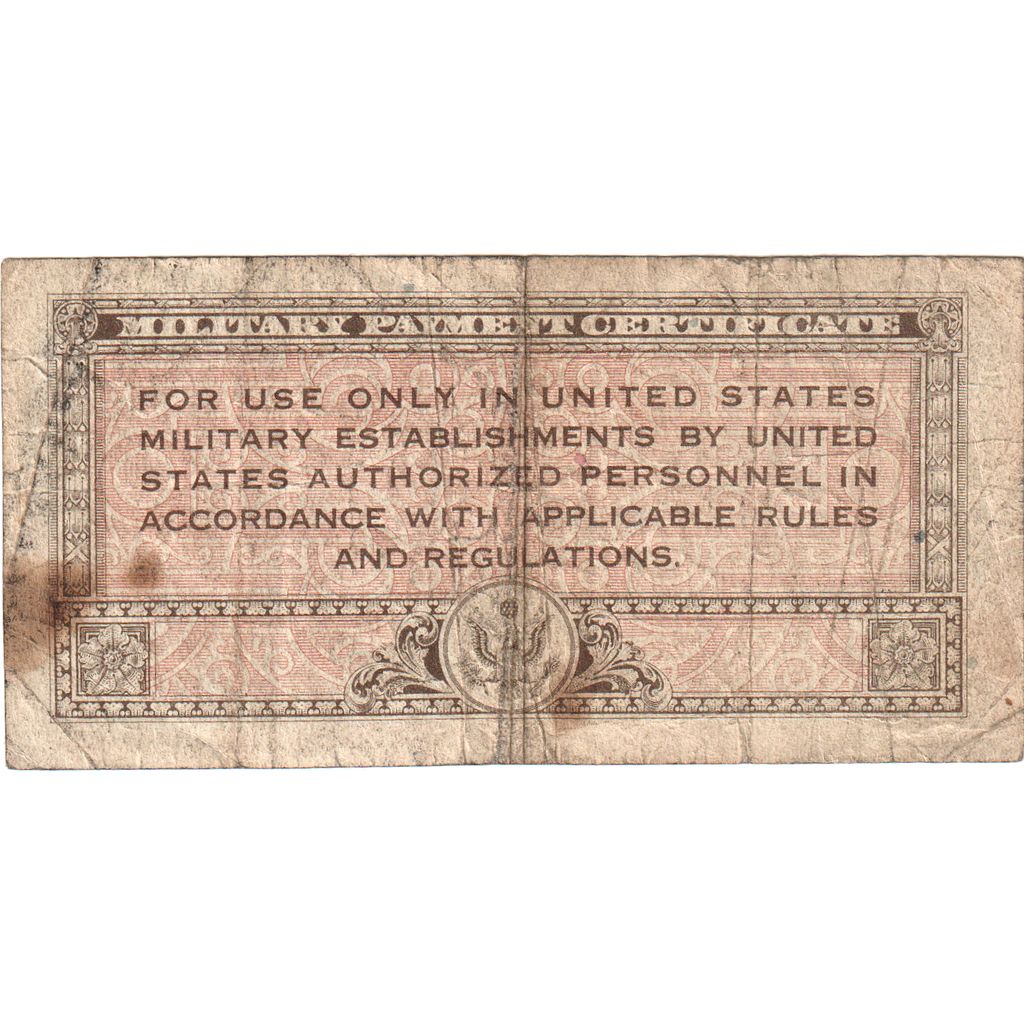 MILITARY PAYMENT CERTIFICATE
FOR USE ONLY IN UNITED STATES
MILITARY ESTABLISHMENTS BY UNITED
STATES AUTHORIZED PERSONNEL IN
ACCORDANCE WITH APPLICABLE RULES
AND REGULATIONS.